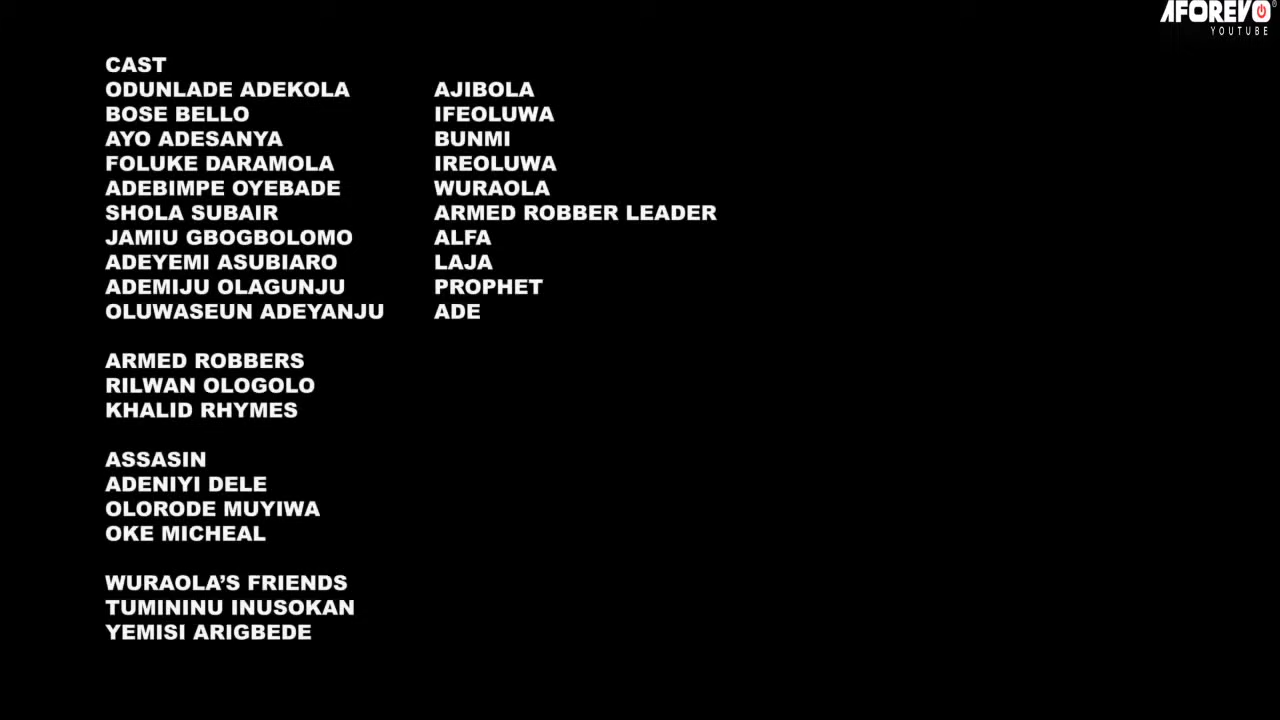 AFOREVO
YOUTUBE
CAST
ODUNLADE ADEKOLA AJIBOLA
BOSE BELLO IFEOLUWA
AYO ADESANYA BUNMI
FOLUKE DARAMOLA IREOLUWA
ADEBIMPE OYEBADE WURAOLA
SHOLA SUBAIR ARMED ROBBER LEADER
JAMIU GBOGBOLOMO ALFA
ADEYEMI ASUBIARO LAJA
ADEMIJU OLAGUNJU PROPHET
OLUWASEUN ADEYANJU ADE
ARMED ROBBERS
RILWAN OLOGOLO
KHALID RHYMES
ASSASIN
ADENIYI DELE
OLORODE MUYIWA
OKE MICHEAL
WURAOLA’S FRIENDS
TUMININU INUSOKAN
YEMISI ARIGBEDE